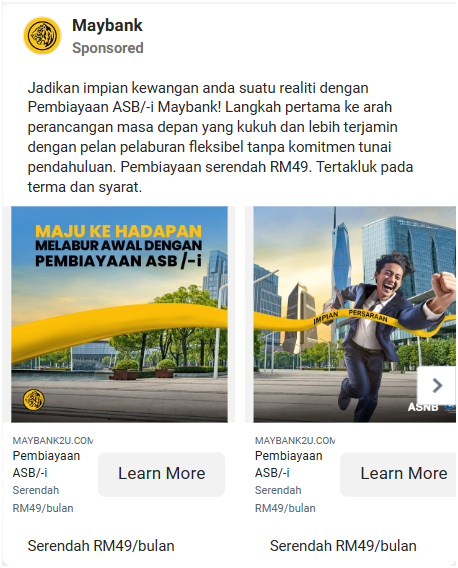 Maybank
Sponsored
Jadikan impian kewangan anda suatu realiti dengan
Pembiayaan ASB/-i Maybank! Langkah pertama ke arah
perancangan masa depan yang kukuh dan lebih terjamin
dengan pelan pelaburan fleksibel tanpa komitmen tunai
pendahuluan. Pembiayaan serendah RM49. Tertakluk pada
terma dan syarat.
MAJU KE HADAPAN
MELABUR AWAL DENGAN
PEMBIAYAAN ASB /-i
IMPIAN PERSARAAN
ASNB
MAYBANK2U.COM
Pembiayaan
ASB/-i
Serendah
RM49/bulan
Learn More
Serendah RM49/bulan
MAYBANK2U.COM
Pembiayaan
ASB/-i
Serendah
RM49/bulan
Learn More
Serendah RM49/bulan